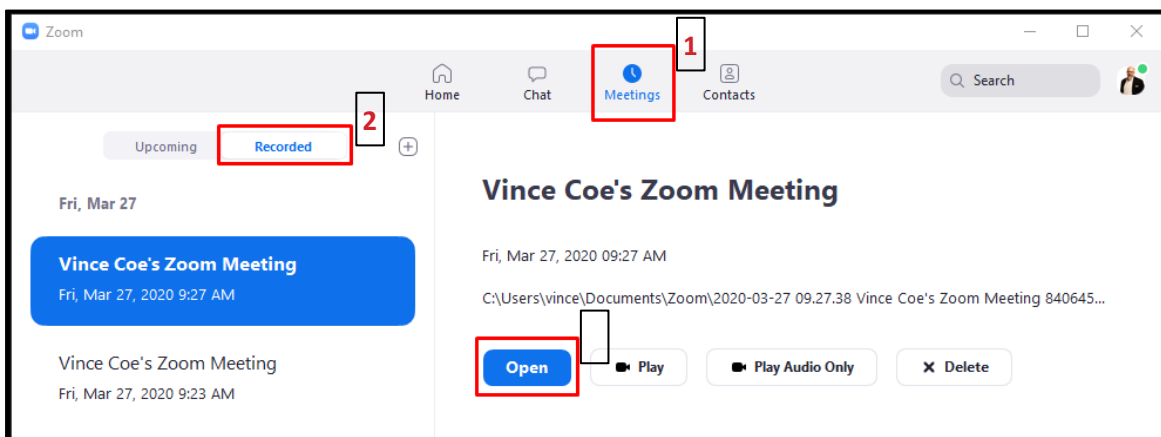 Zoom
1
Home
Chat
Meetings
Contacts
Search
2
Upcoming
Recorded
Fri, Mar 27
Vince Coe's Zoom Meeting
Fri, Mar 27, 2020 9:27 AM
Vince Coe's Zoom Meeting
Fri, Mar 27, 2020 9:23 AM
Vince Coe's Zoom Meeting
Fri, Mar 27, 2020 09:27 AM
C:\Users\vince\Documents\Zoom\2020-03-27 09.27.38 Vince Coe's Zoom Meeting 840645...
Open
Play
Play Audio Only
Delete